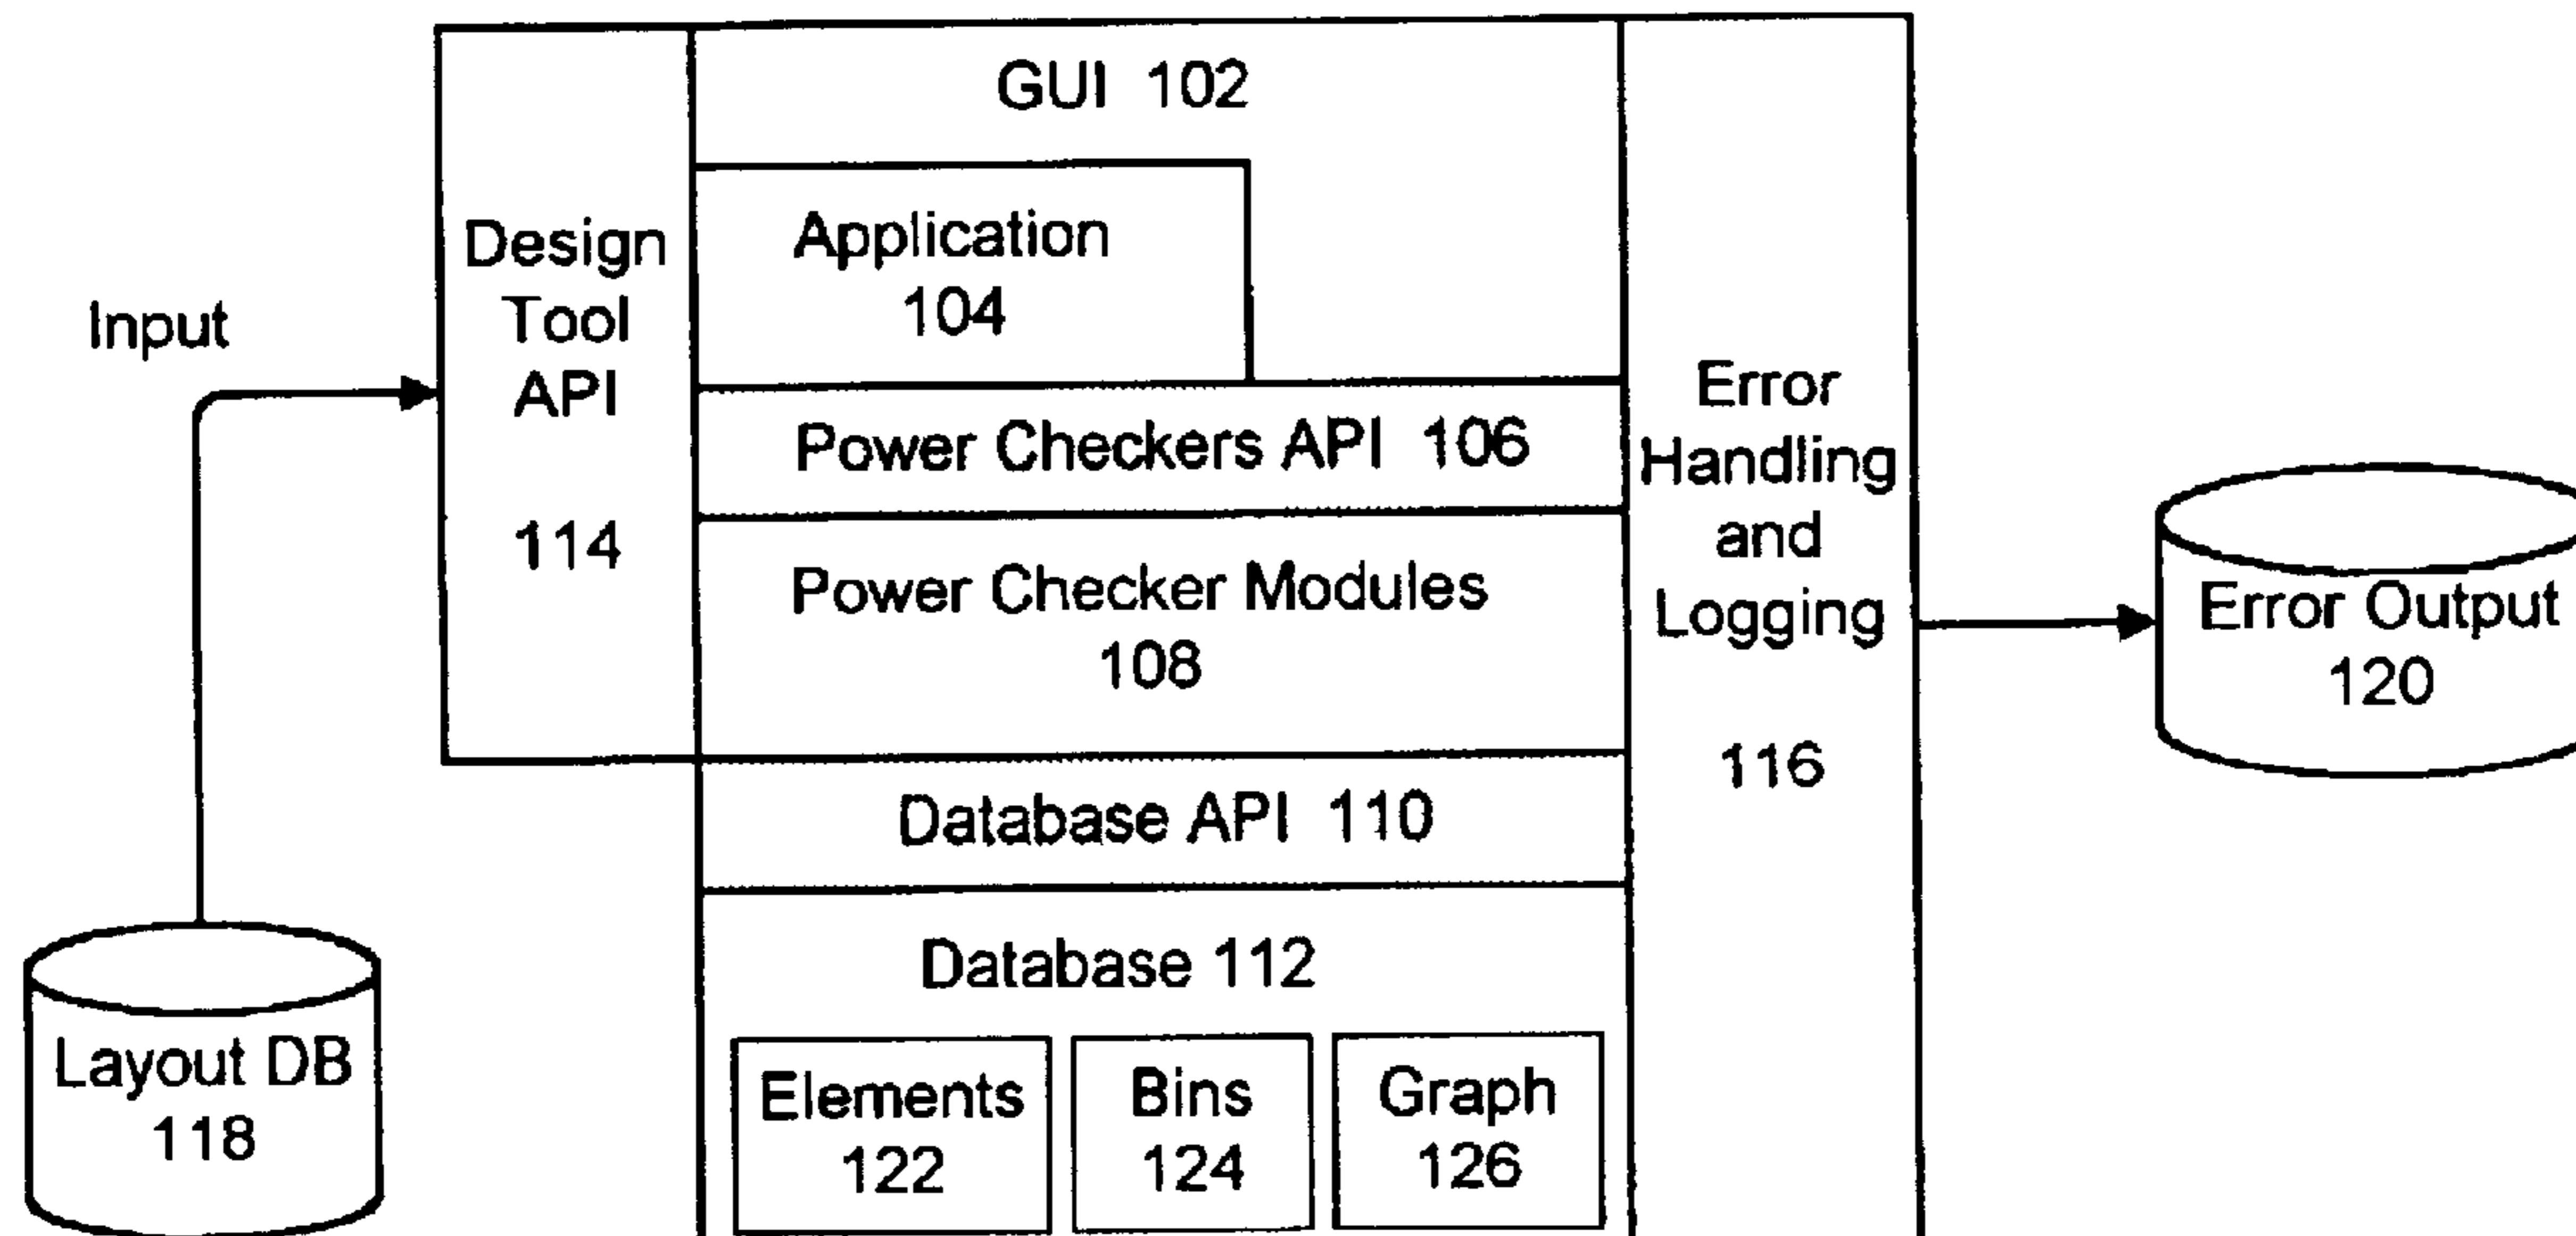 GUI 102
Application
104
Design
Tool
API
114
Input
Power Checkers API 106
Power Checker Modules
108
Error
Handling
and
Logging
116
Error Output
120
Database API 110
Database 112
Elements
122
Bins
124
Graph
126
Layout DB
118